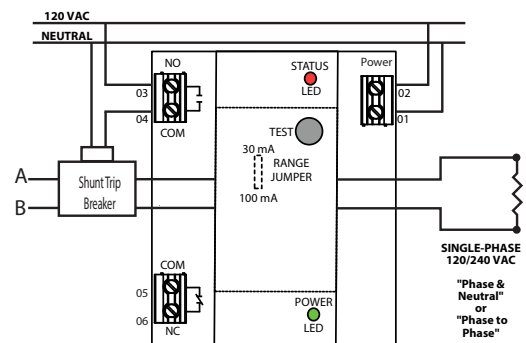 120 VAC
NEUTRAL
NO
03
04
COM
STATUS
LED
Power
02
01
TEST
30 mA
RANGE
JUMPER
100 mA
A
B
Shunt Trip
Breaker
SINGLE-PHASE
120/240 VAC
"Phase &
Neutral"
or
"Phase to
Phase"
COM
05
06
NC
POWER
LED